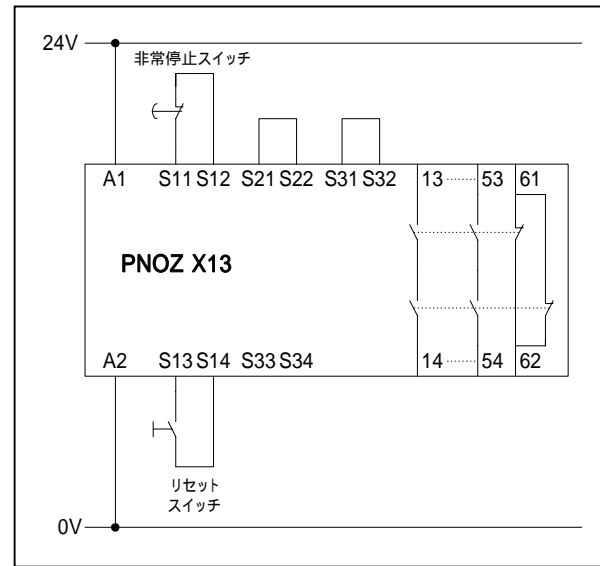 24V
非常停止スイッチ
A1 S11 S12 S21 S22 S31 S32 13 53 61
PNOZ X13
A2 S13 S14 S33 S34 14 54 62
リセット
スイッチ
0V